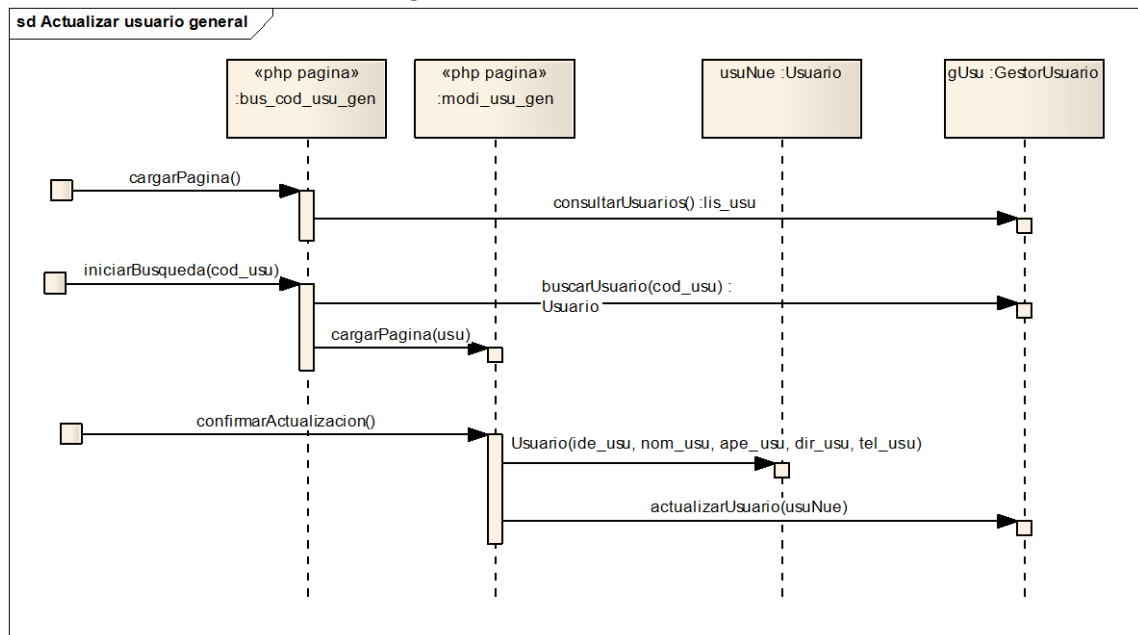 sd Actualizar usuario general
«php pagina»
:bus_cod_usu_gen
«php pagina»
:modi_usu_gen
usuNue :Usuario
gUsu :GestorUsuario
cargarPagina()
consultarUsuarios() :lis_usu
iniciarBusqueda(cod_usu)
buscarUsuario(cod_usu) :
Usuario
cargarPagina(usu)
confirmarActualizacion()
Usuario(ide_usu, nom_usu, ape_usu, dir_usu, tel_usu)
actualizarUsuario(usuNue)